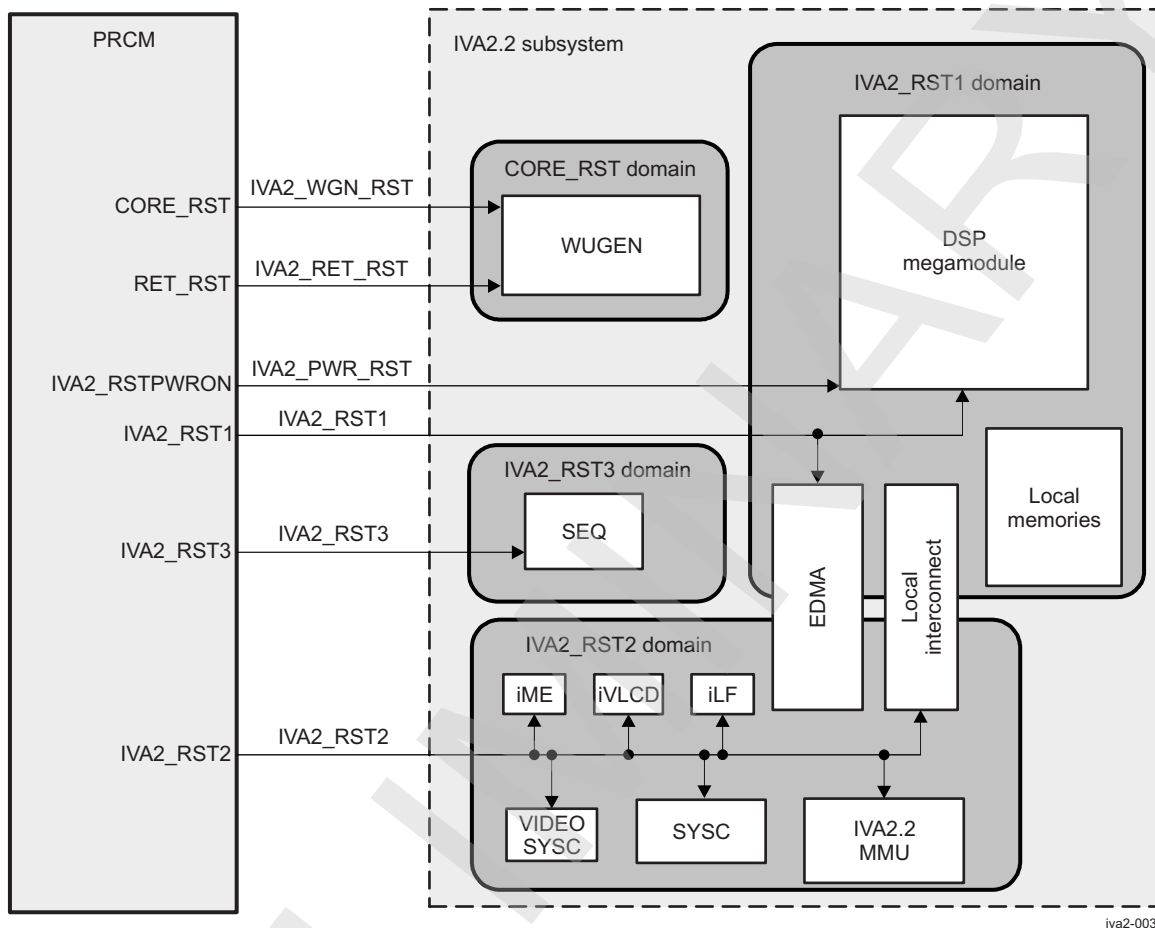 PRCM
IVA2.2 subsystem
IVA2_RST1 domain
CORE_RST domain
DSP
megamodule
WUGEN
CORE_RST
IVA2_WGN_RST
RET_RST
IVA2_RET_RST
IVA2_RSTPWRON
IVA2_PWR_RST
IVA2_RST1
IVA2_RST1
IVA2_RST3 domain
SEQ
Local
memories
IVA2_RST3
IVA2_RST3
EDMA
Local
interconnect
IVA2_RST2 domain
iME
iVLCD
iLF
IVA2_RST2
IVA2_RST2
VIDEO
SYSC
SYSC
IVA2.2
MMU
iva2-003